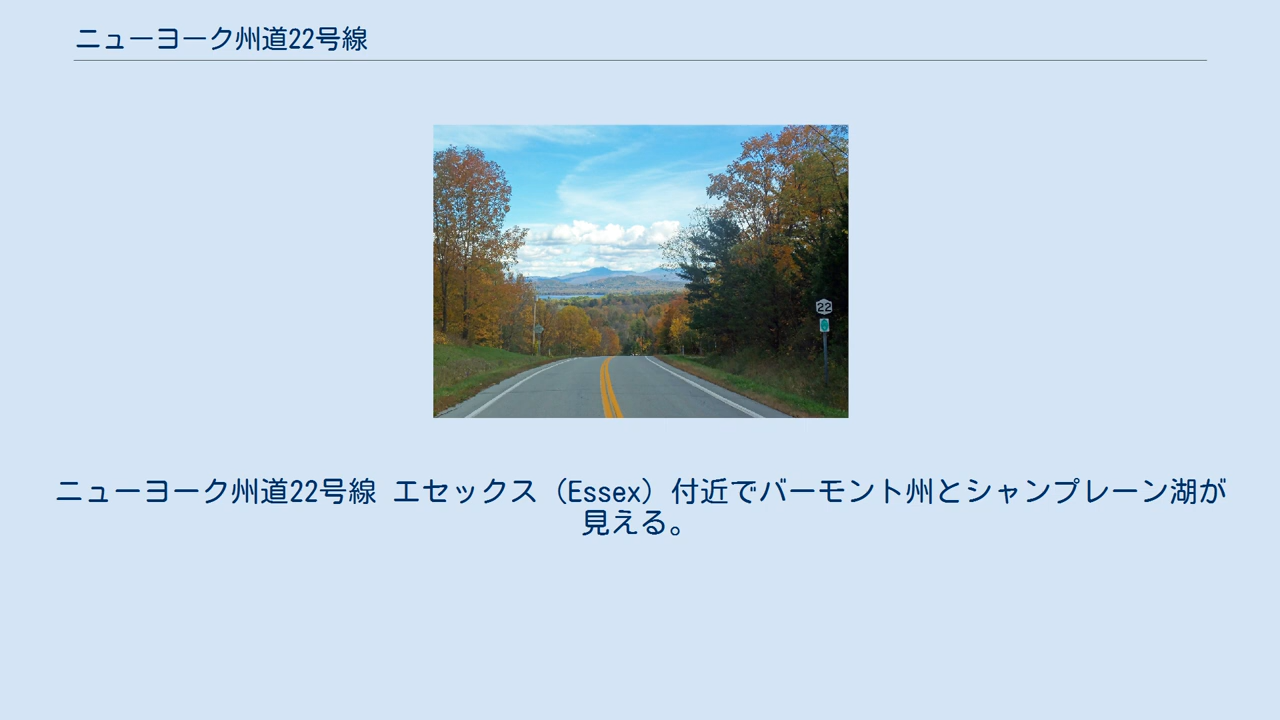 ニューヨーク州道22号線
22
ニューヨーク州道22号線 エセックス（Essex）付近でバーモント州とシャンプレーン湖が
見える。